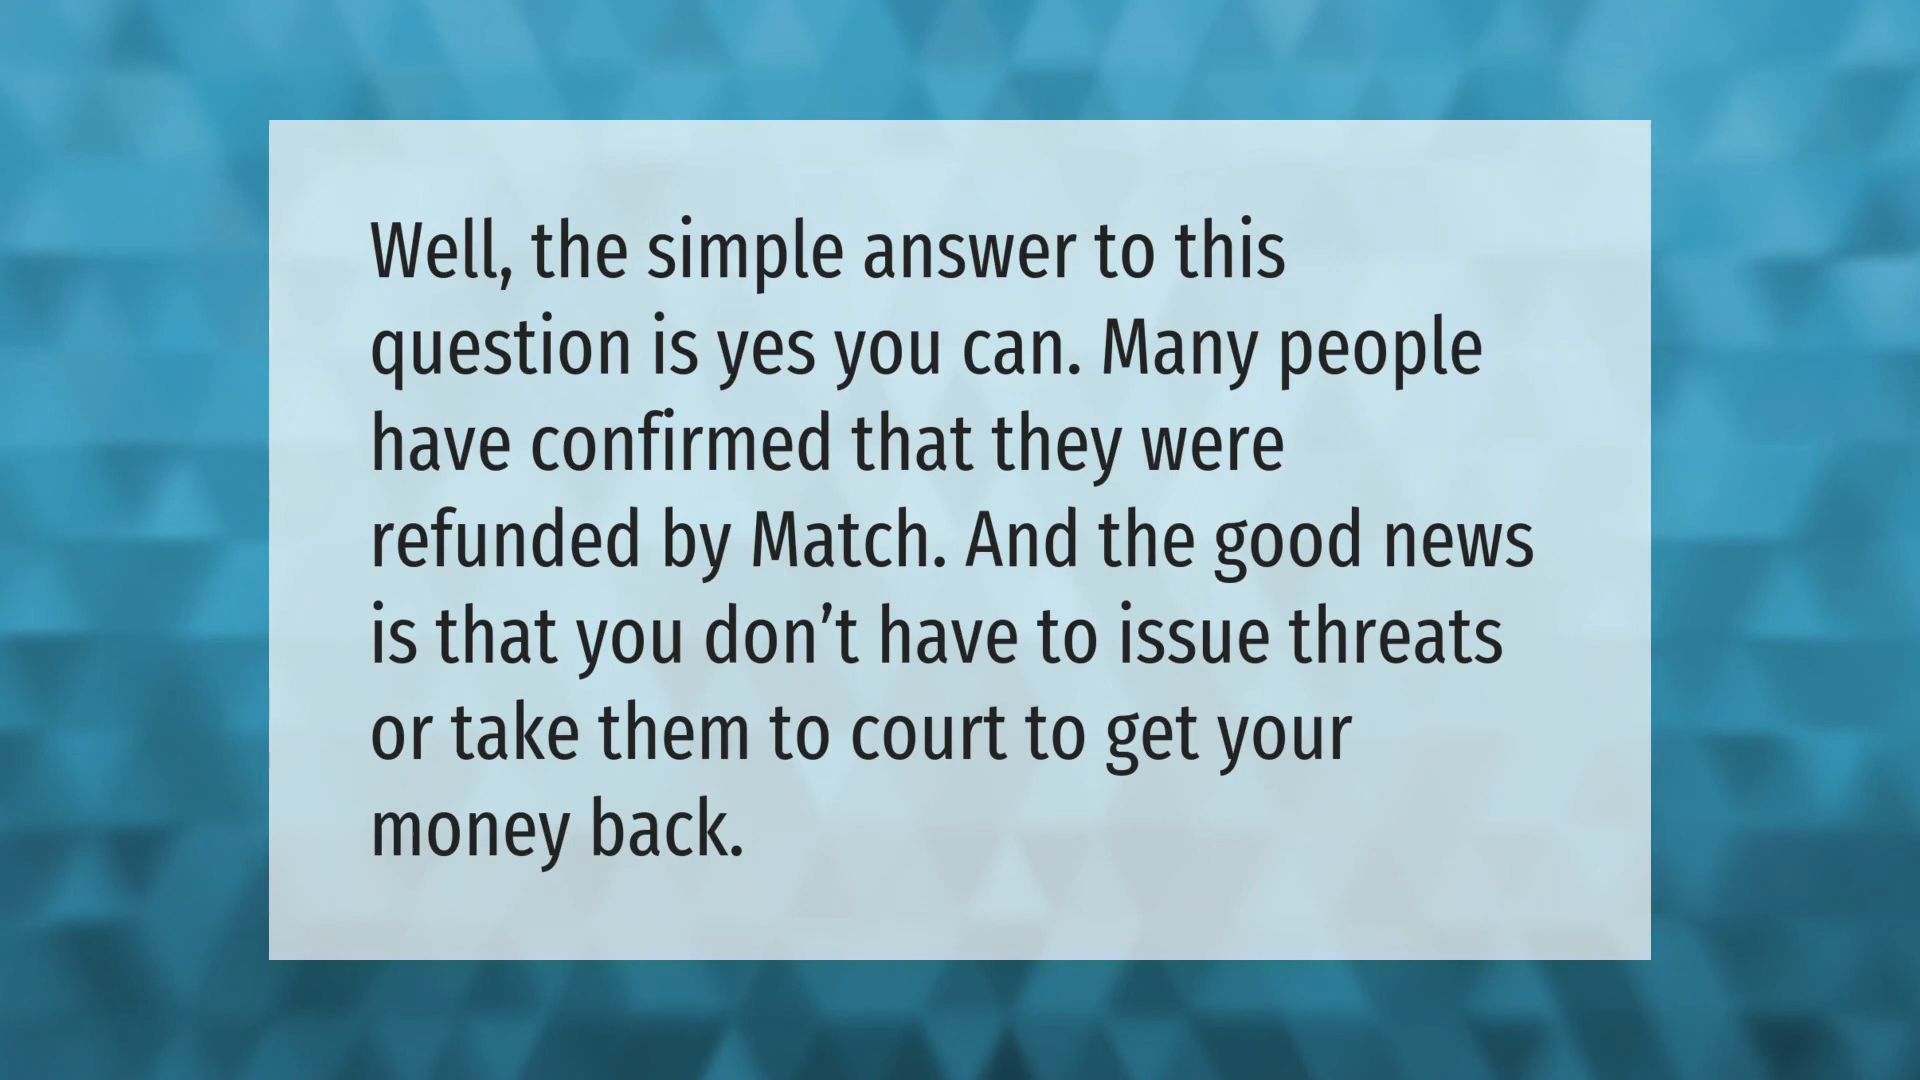 Well, the simple answer to this
question is yes you can. Many people
have confirmed that they were
refunded by Match. And the good news
is that you don’t have to issue threats
or take them to court to get your
money back.